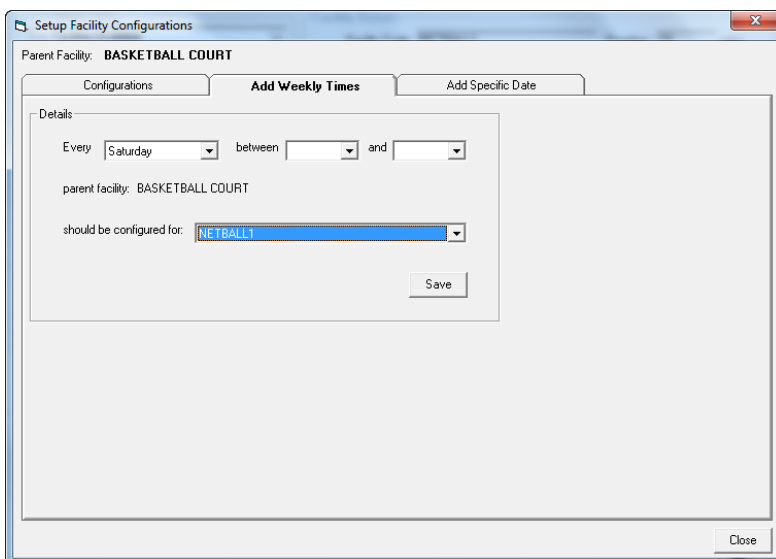 Setup Facility Configurations
Parent Facility: BASKETBALL COURT
Configurations Add Weekly Times Add Specific Date
Details
Every Saturday between and
parent facility: BASKETBALL COURT
should be configured for: NETBALL1
Save
Close